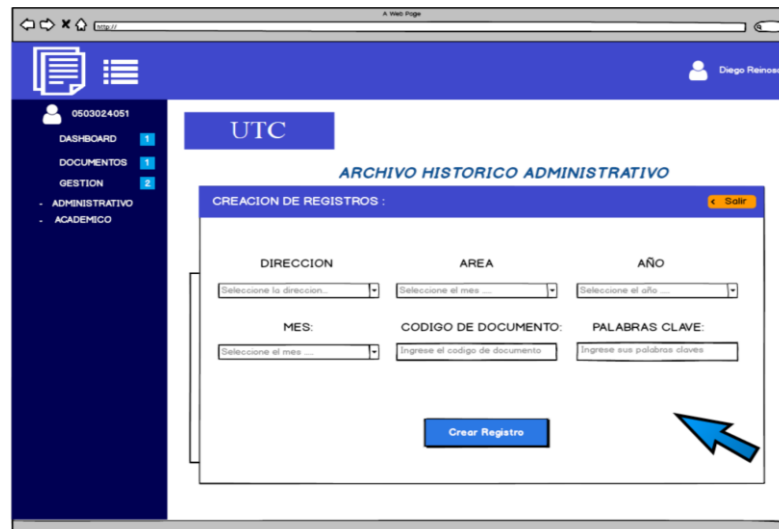 A Web Page
http://
Diego Reinoso
0503024051
DASHBOARD 1
DOCUMENTOS 1
GESTION 2
- ADMINISTRATIVO
- ACADEMICO
UTC
ARCHIVO HISTORICO ADMINISTRATIVO
CREACION DE REGISTROS :
< Salir
DIRECCION AREA AÑO
Seleccione la direccion... Seleccione el mes .... Seleccione el año ....
MES: CODIGO DE DOCUMENTO: PALABRAS CLAVE:
Seleccione el mes .... Ingrese el codigo de documento Ingrese sus palabras claves
Crear Registro